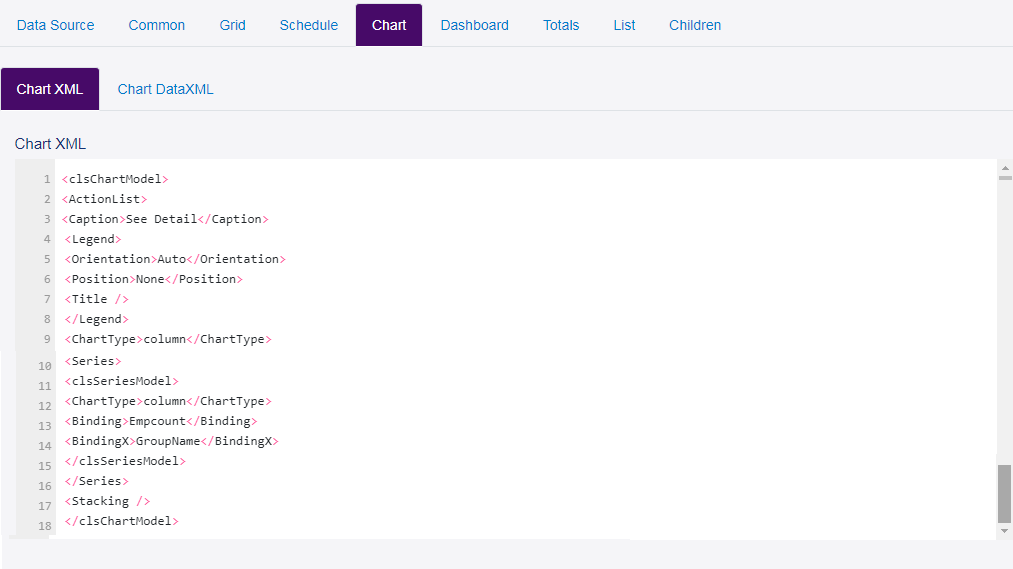 Data Source Common Grid Schedule Chart Dashboard Totals List Children
Chart XML Chart DataXML
Chart XML
1 <clsChartModel>
2 <ActionList>
3 <Caption>See Detail</Caption>
4 <Legend>
5 <Orientation>Auto</Orientation>
6 <Position>None</Position>
7 <Title />
8 </Legend>
9 <ChartType>column</ChartType>
10 <Series>
11 <clsSeriesModel>
12 <ChartType>column</ChartType>
13 <Binding>Empcount</Binding>
14 <BindingX>GroupName</BindingX>
15 </clsSeriesModel>
16 </Series>
17 <Stacking />
18 </clsChartModel>